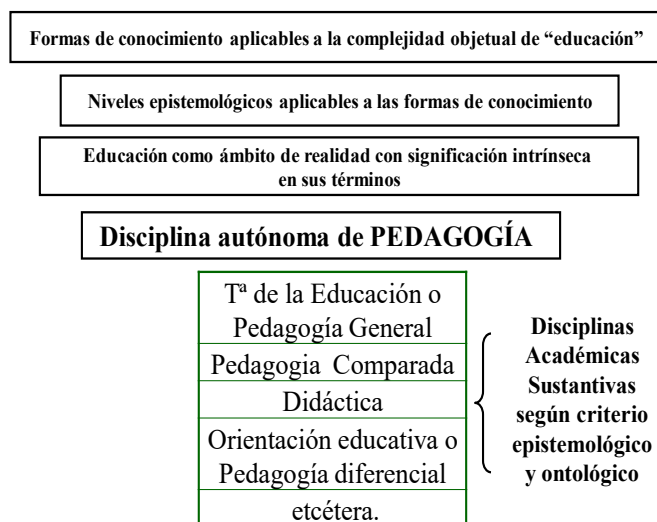 Formas de conocimiento aplicables a la complejidad objetual de “educación”
Niveles epistemológicos aplicables a las formas de conocimiento
Educación como ámbito de realidad con significación intrínseca
en sus términos
Disciplina autónoma de PEDAGOGÍA
Tª de la Educación o
Pedagogía General
Pedagogia Comparada
Didáctica
Orientación educativa o
Pedagogía diferencial
etcétera.
Disciplinas
Académicas
Sustantivas
según criterio
epistemológico
y ontológico